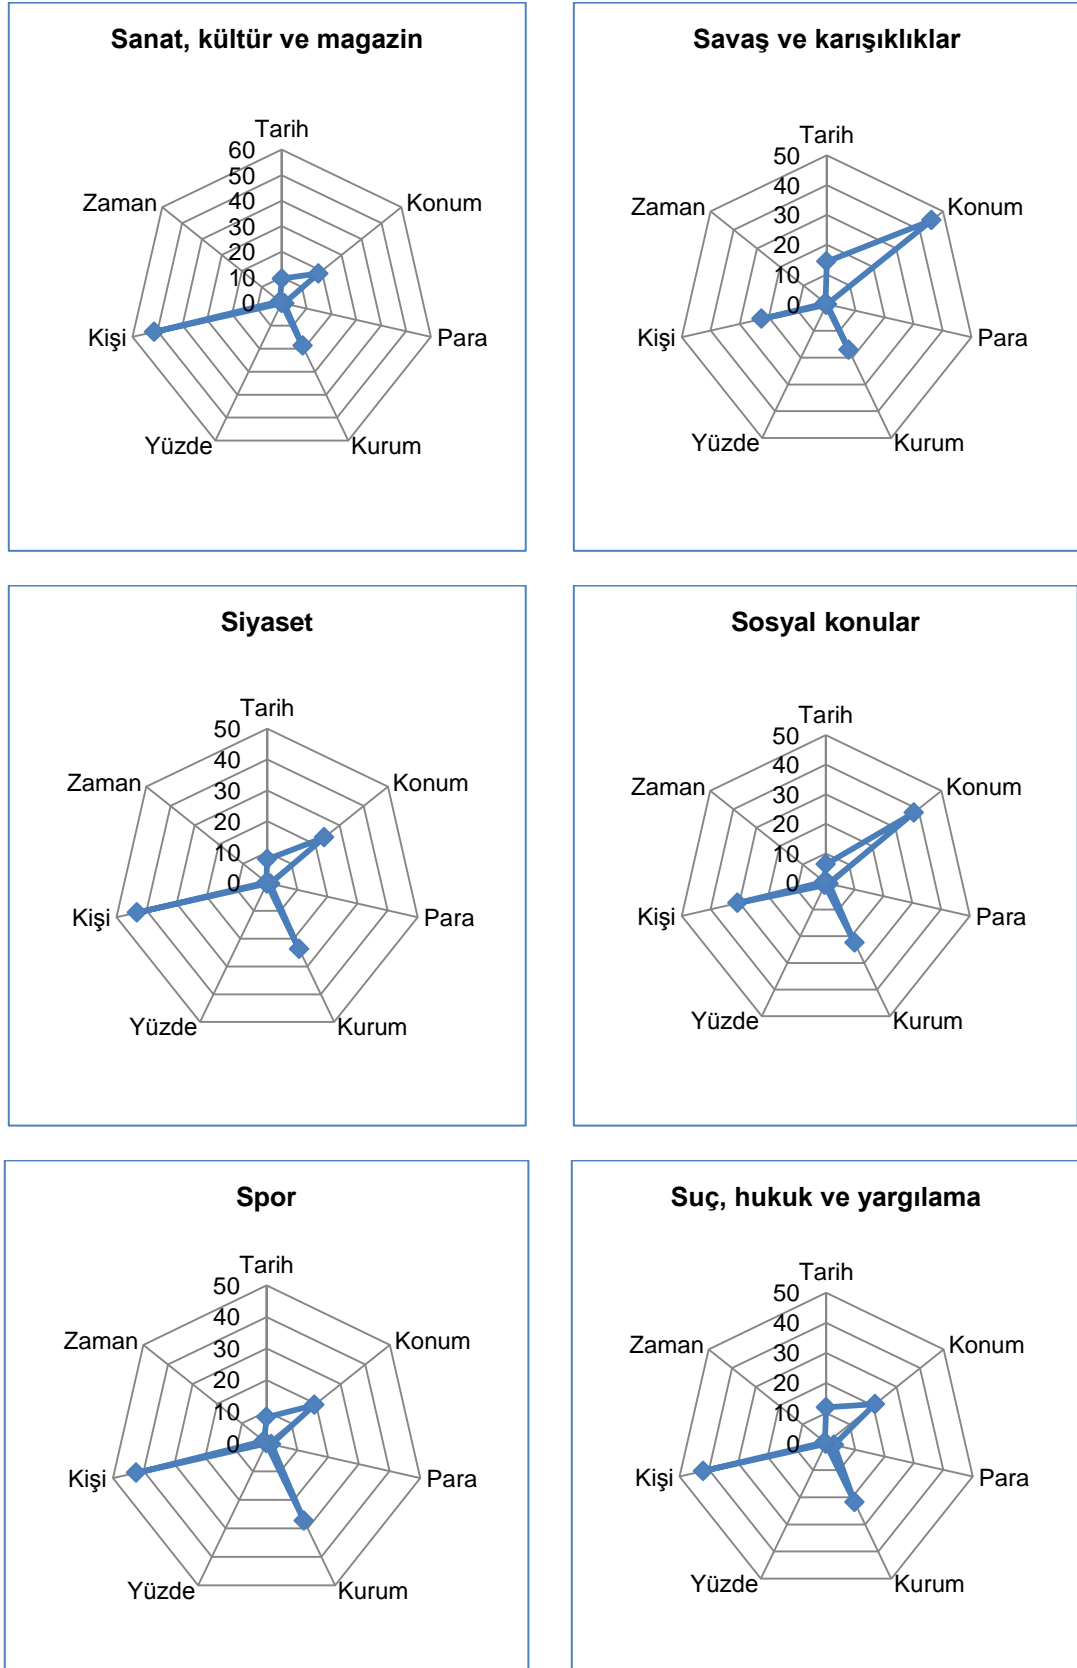 Sanat, kültür ve magazin
Tarih
60
50
40
30
20
10
0
Zaman
Konum
Kişi
Para
Yüzde
Kurum
Savaş ve karışıklıklar
Tarih
50
40
30
20
10
0
Zaman
Konum
Kişi
Para
Yüzde
Kurum
Siyaset
Tarih
50
40
30
20
10
0
Zaman
Konum
Kişi
Para
Yüzde
Kurum
Sosyal konular
Tarih
50
40
30
20
10
0
Zaman
Konum
Kişi
Para
Yüzde
Kurum
Spor
Tarih
50
40
30
20
10
0
Zaman
Konum
Kişi
Para
Yüzde
Kurum
Suç, hukuk ve yargılama
Tarih
50
40
30
20
10
0
Zaman
Konum
Kişi
Para
Yüzde
Kurum